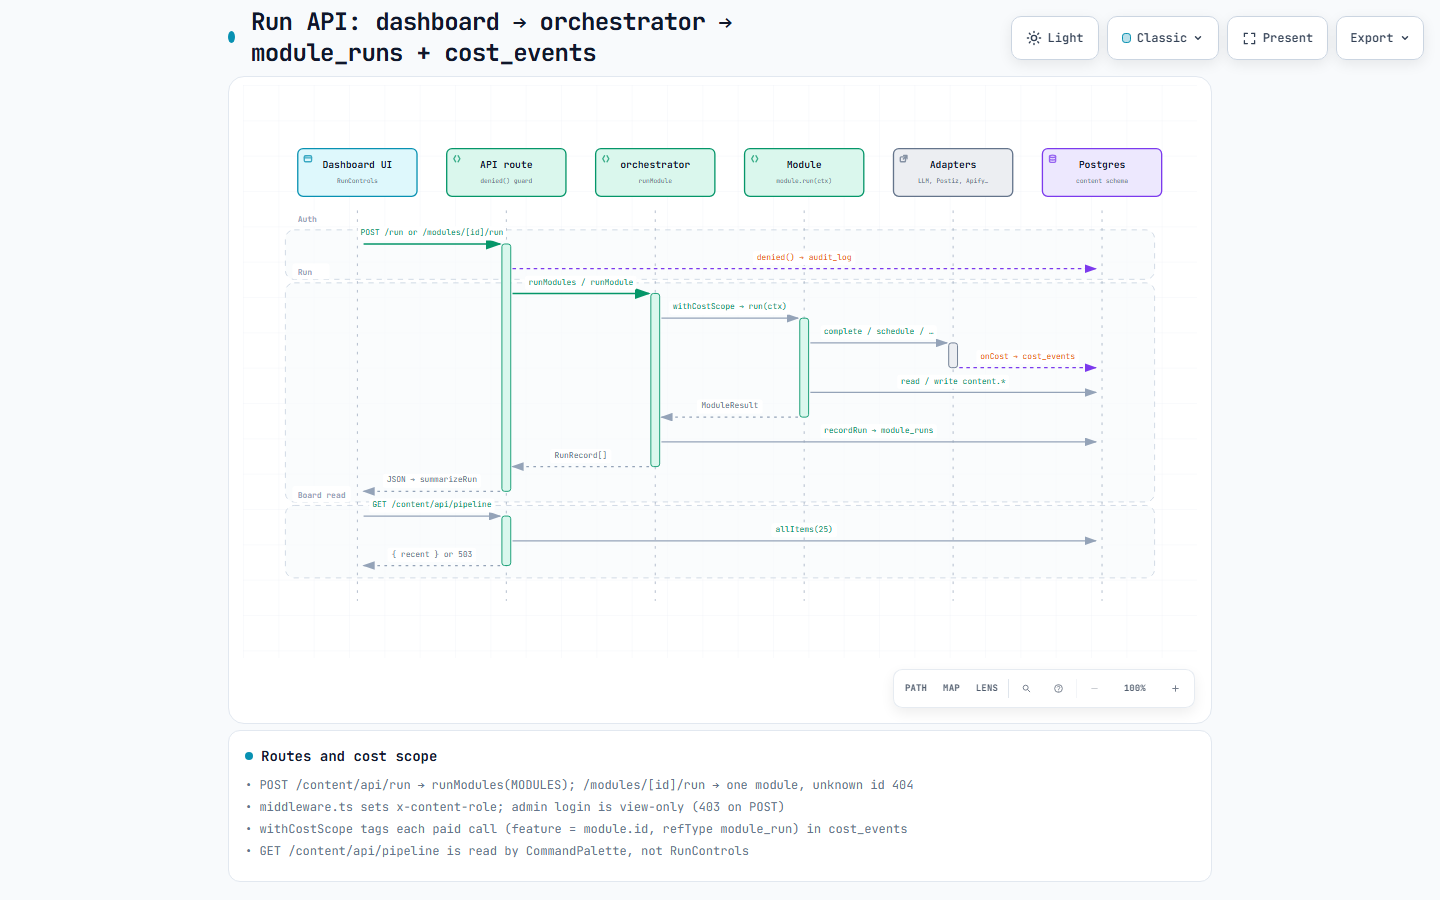 Run API: dashboard → orchestrator →
module_runs + cost_events
Light
Classic
Present
Export
Dashboard UI
RunControls
API route
denied() guard
orchestrator
runModule
Module
module.run(ctx)
Adapters
LLM, Postiz, Apify…
Postgres
content schema
Auth
POST /run or /modules/[id]/run
denied() → audit_log
Run
runModules / runModule
withCostScope → run(ctx)
complete / schedule / …
onCost → cost_events
read / write content.*
ModuleResult
recordRun → module_runs
RunRecord[]
JSON → summarizeRun
Board read
GET /content/api/pipeline
allItems(25)
{ recent } or 503
PATH MAP LENS − 100% +
Routes and cost scope
• POST /content/api/run → runModules(MODULES); /modules/[id]/run → one module, unknown id 404
• middleware.ts sets x-content-role; admin login is view-only (403 on POST)
• withCostScope tags each paid call (feature = module.id, refType module_run) in cost_events
• GET /content/api/pipeline is read by CommandPalette, not RunControls